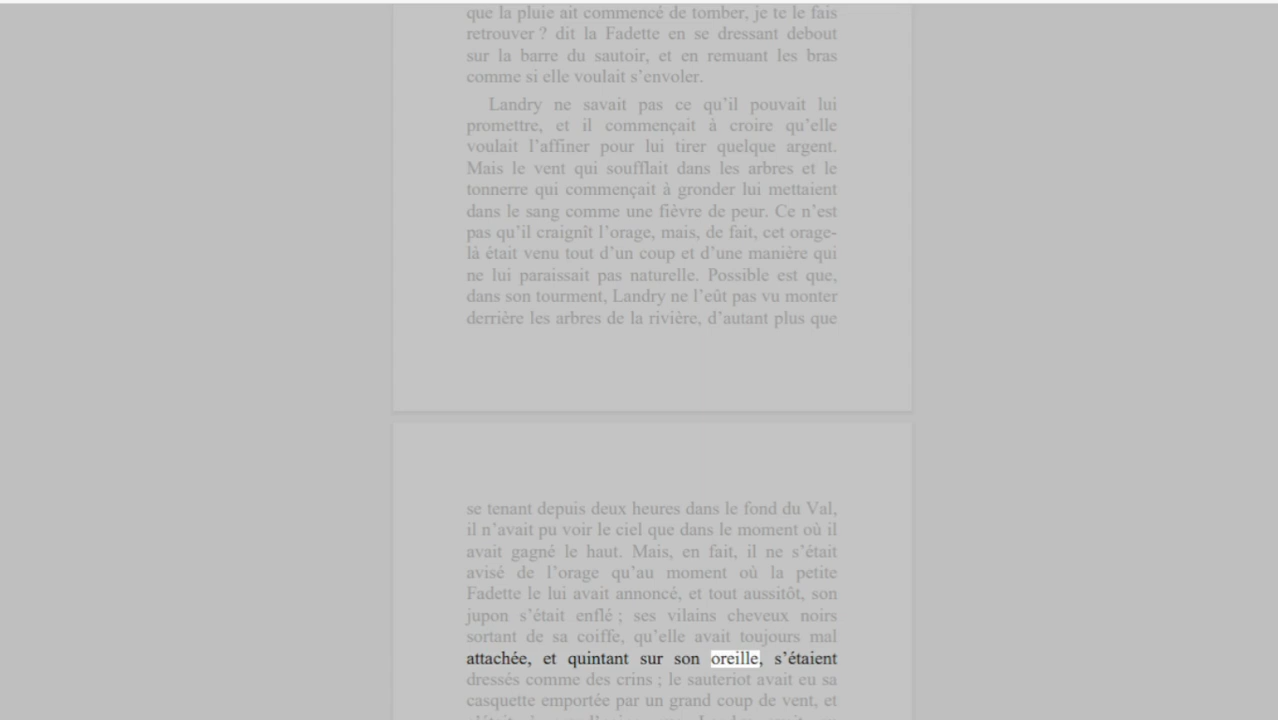 que la pluie ait commencé de tomber, je te le fais
retrouver ? dit la Fadette en se dressant debout
sur la barre du sautoir, et en remuant les bras
comme si elle voulait s’envoler.
Landry ne savait pas ce qu’il pouvait lui
promettre, et il commençait à croire qu’elle
voulait l’affiner pour lui tirer quelque argent.
Mais le vent qui soufflait dans les arbres et le
tonnerre qui commençait à gronder lui mettaient
dans le sang comme une fièvre de peur. Ce n’est
pas qu’il craignît l’orage, mais, de fait, cet orage-
là était venu tout d’un coup et d’une manière qui
ne lui paraissait pas naturelle. Possible est que,
dans son tourment, Landry ne l’eût pas vu monter
derrière les arbres de la rivière, d’autant plus que
se tenant depuis deux heures dans le fond du Val,
il n’avait pu voir le ciel que dans le moment où il
avait gagné le haut. Mais, en fait, il ne s’était
avisé de l’orage qu’au moment où la petite
Fadette le lui avait annoncé, et tout aussitôt, son
jupon s’était enflé ; ses vilains cheveux noirs
sortant de sa coiffe, qu’elle avait toujours mal
attachée, et quintant sur son oreille, s’étaient
dressés comme des crins ; le sauteriot avait eu sa
casquette emportée par un grand coup de vent, et